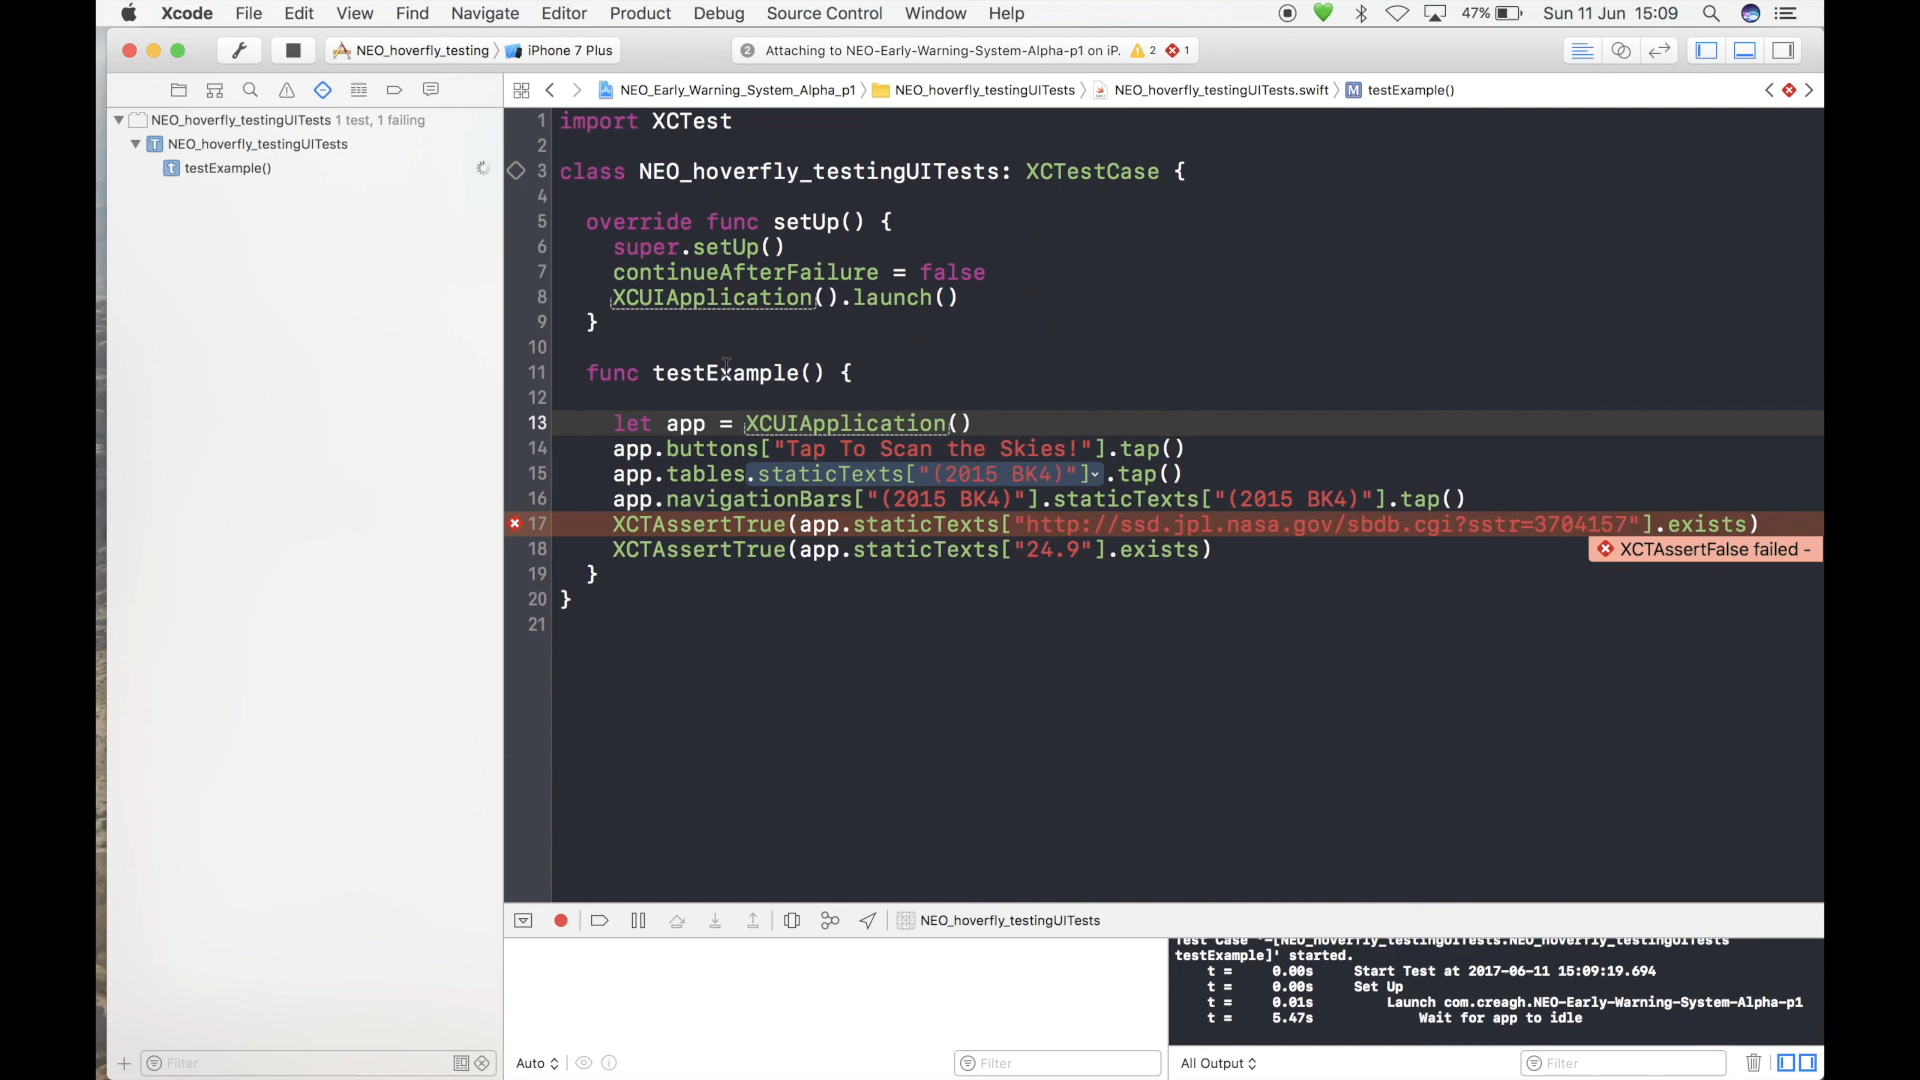 Xcode File Edit View Find Navigate Editor Product Debug Source Control Window Help 47% Sun 11 Jun 15:09
NEO_hoverfly_testing iPhone 7 Plus 2 Attaching to NEO-Early-Warning-System-Alpha-p1 on iP. 2 1
NEO_Early_Warning_System_Alpha_p1 NEO_hoverfly_testingUITests NEO_hoverfly_testingUITests.swift M testExample()
NEO_hoverfly_testingUITests 1 test, 1 failing
T NEO_hoverfly_testingUITests
t testExample()
1 import XCTest
2
3 class NEO_hoverfly_testingUITests: XCTestCase {
4
5 override func setUp() {
6 super.setUp()
7 continueAfterFailure = false
8 XCUIApplication().launch()
9 }
10
11 func testExample() {
12
13 let app = XCUIApplication()
14 app.buttons["Tap To Scan the Skies!"].tap()
15 app.tables.staticTexts["(2015 BK4)"].tap()
16 app.navigationBars["(2015 BK4)"].staticTexts["(2015 BK4)"].tap()
17 XCTAssertTrue(app.staticTexts["http://ssd.jpl.nasa.gov/sbdb.cgi?sstr=3704157"].exists)
18 XCTAssertTrue(app.staticTexts["24.9"].exists)
XCTAssertFalse failed -
19 }
20 }
21
NEO_hoverfly_testingUITests
Test Case '-[NEO_hoverfly_testingUITests.NEO_hoverfly_testingUITests
testExample]' started.
t = 0.00s Start Test at 2017-06-11 15:09:19.694
t = 0.00s Set Up
t = 0.01s Launch com.creagh.NEO-Early-Warning-System-Alpha-p1
t = 5.47s Wait for app to idle
Filter Auto Filter All Output Filter